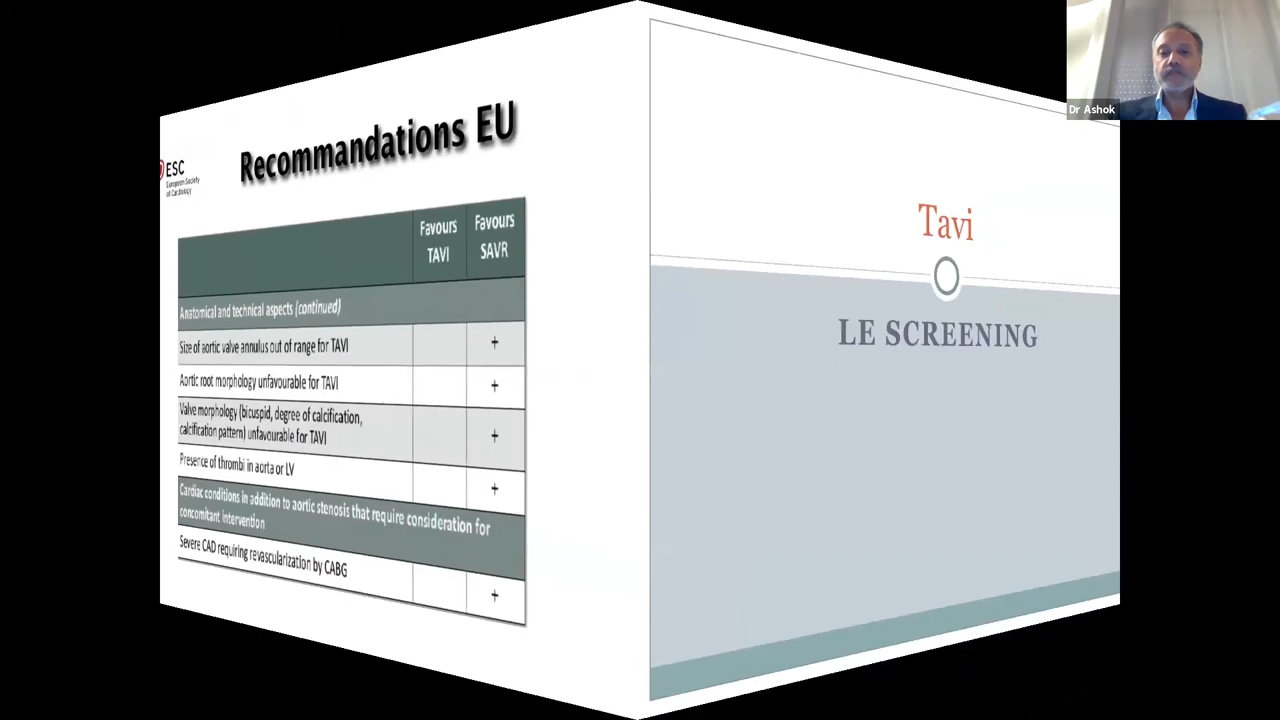 Dr Ashok
ESC
European Society
of Cardiology
Recommandations EU
Favours
TAVI
Favours
SAVR
Anatomical and technical aspects (continued)
Size of aortic valve annulus out of range for TAVI
+
Aortic root morphology unfavourable for TAVI
+
Valve morphology (bicuspid, degree of calcification,
calcification pattern) unfavourable for TAVI
+
Presence of thrombi in aorta or LV
+
Cardiac conditions in addition to aortic stenosis that require consideration for
concomitant intervention
Severe CAD requiring revascularization by CABG
+
Tavi
LE SCREENING